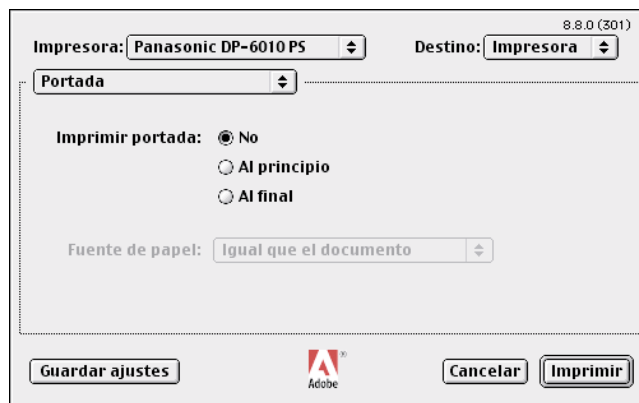 8.8.0 (301)
Impresora: Panasonic DP-6010 PS Destino: Impresora
Portada
Imprimir portada: No
Al principio
Al final
Fuente de papel: Igual que el documento
Guardar ajustes Adobe ® Cancelar Imprimir